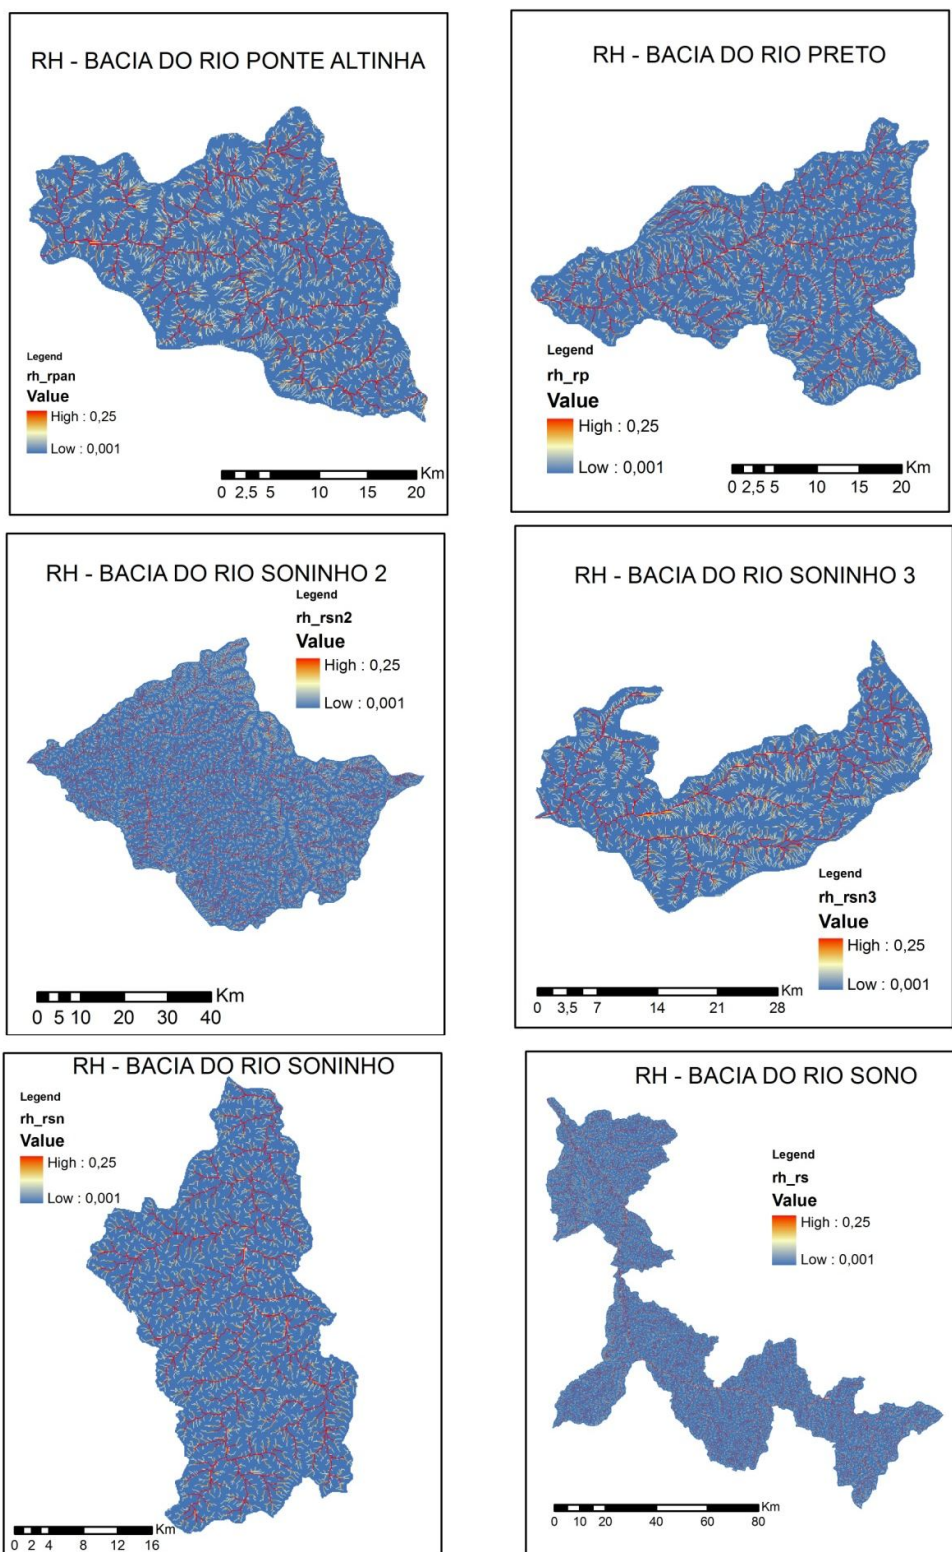 RH - BACIA DO RIO PONTE ALTINHA
Legend
rh_rpan
Value
High : 0,25
Low : 0,001
Km
0 2,5 5 10 15 20
RH - BACIA DO RIO PRETO
Legend
rh_rp
Value
High : 0,25
Low : 0,001
Km
0 2,5 5 10 15 20
RH - BACIA DO RIO SONINHO 2
Legend
rh_rsn2
Value
High : 0,25
Low : 0,001
Km
0 5 10 20 30 40
RH - BACIA DO RIO SONINHO 3
Legend
rh_rsn3
Value
High : 0,25
Low : 0,001
Km
0 3,5 7 14 21 28
RH - BACIA DO RIO SONINHO
Legend
rh_rsn
Value
High : 0,25
Low : 0,001
Km
0 2 4 8 12 16
RH - BACIA DO RIO SONO
Legend
rh_rs
Value
High : 0,25
Low : 0,001
Km
0 10 20 40 60 80